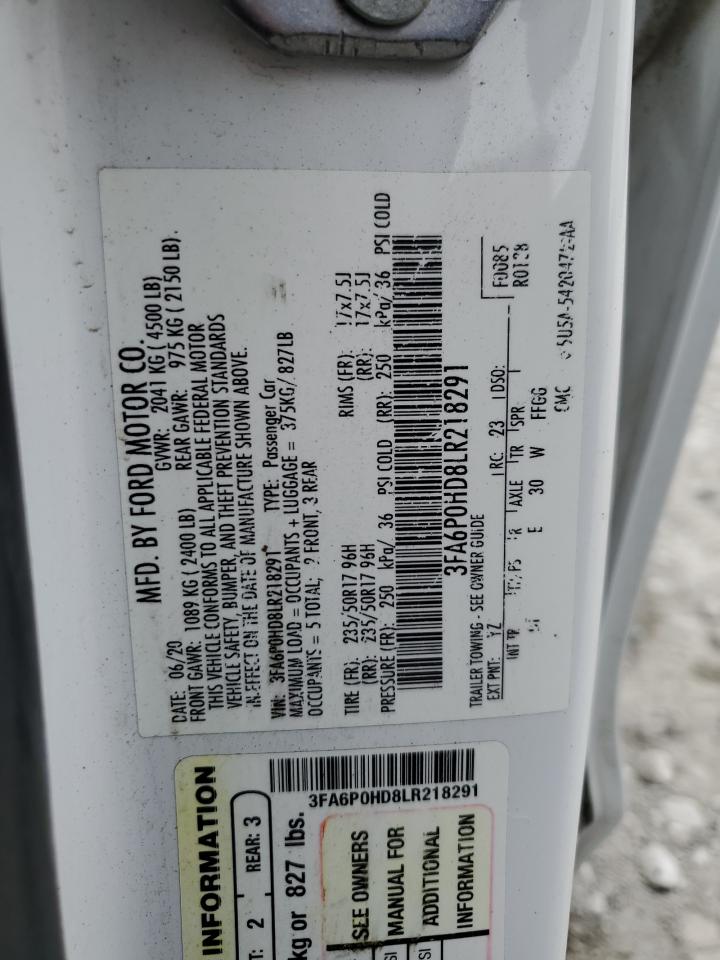 MFD. BY FORD MOTOR CO.
DATE: 06/20 GVWR: 2041 KG ( 4500 LB)
FRONT GAWR: 1089 KG ( 2400 LB) REAR GAWR: 975 KG ( 2150 LB).
THIS VEHICLE CONFORMS TO ALL APPLICABLE FEDERAL MOTOR
VEHICLE SAFETY, BUMPER, AND THEFT PREVENTION STANDARDS
IN EFFECT ON THE DATE OF MANUFACTURE SHOWN ABOVE.
VIN: 3FA6P0HD8LR218291 TYPE: Passenger Car
MAXIMUM LOAD = OCCUPANTS + LUGGAGE = 375KG/ 827LB
OCCUPANTS = 5 TOTAL; 2 FRONT, 3 REAR
TIRE (FR): 235/50R17 96H RIMS (FR): 17x7.5J
(RR): 235/50R17 96H (RR): 17x7.5J
PRESSURE (FR): 250 kPa/ 36 PSI COLD (RR): 250 kPa/ 36 PSI COLD
3FA6P0HD8LR218291
TRAILER TOWING - SEE OWNER GUIDE F0085
EXT PNT: YZ RC: 23 DSO: R0128
INT TR AXLE TR SPR
E 30 W FFGG
INFORMATION
T: 2 REAR: 3
kg or 827 lbs.
3FA6P0HD8LR218291
SEE OWNERS
MANUAL FOR
ADDITIONAL
INFORMATION